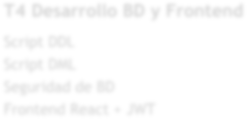 T4 Desarrollo BD y Frontend
Script DDL
Script DML
Seguridad de BD
Frontend React + JWT